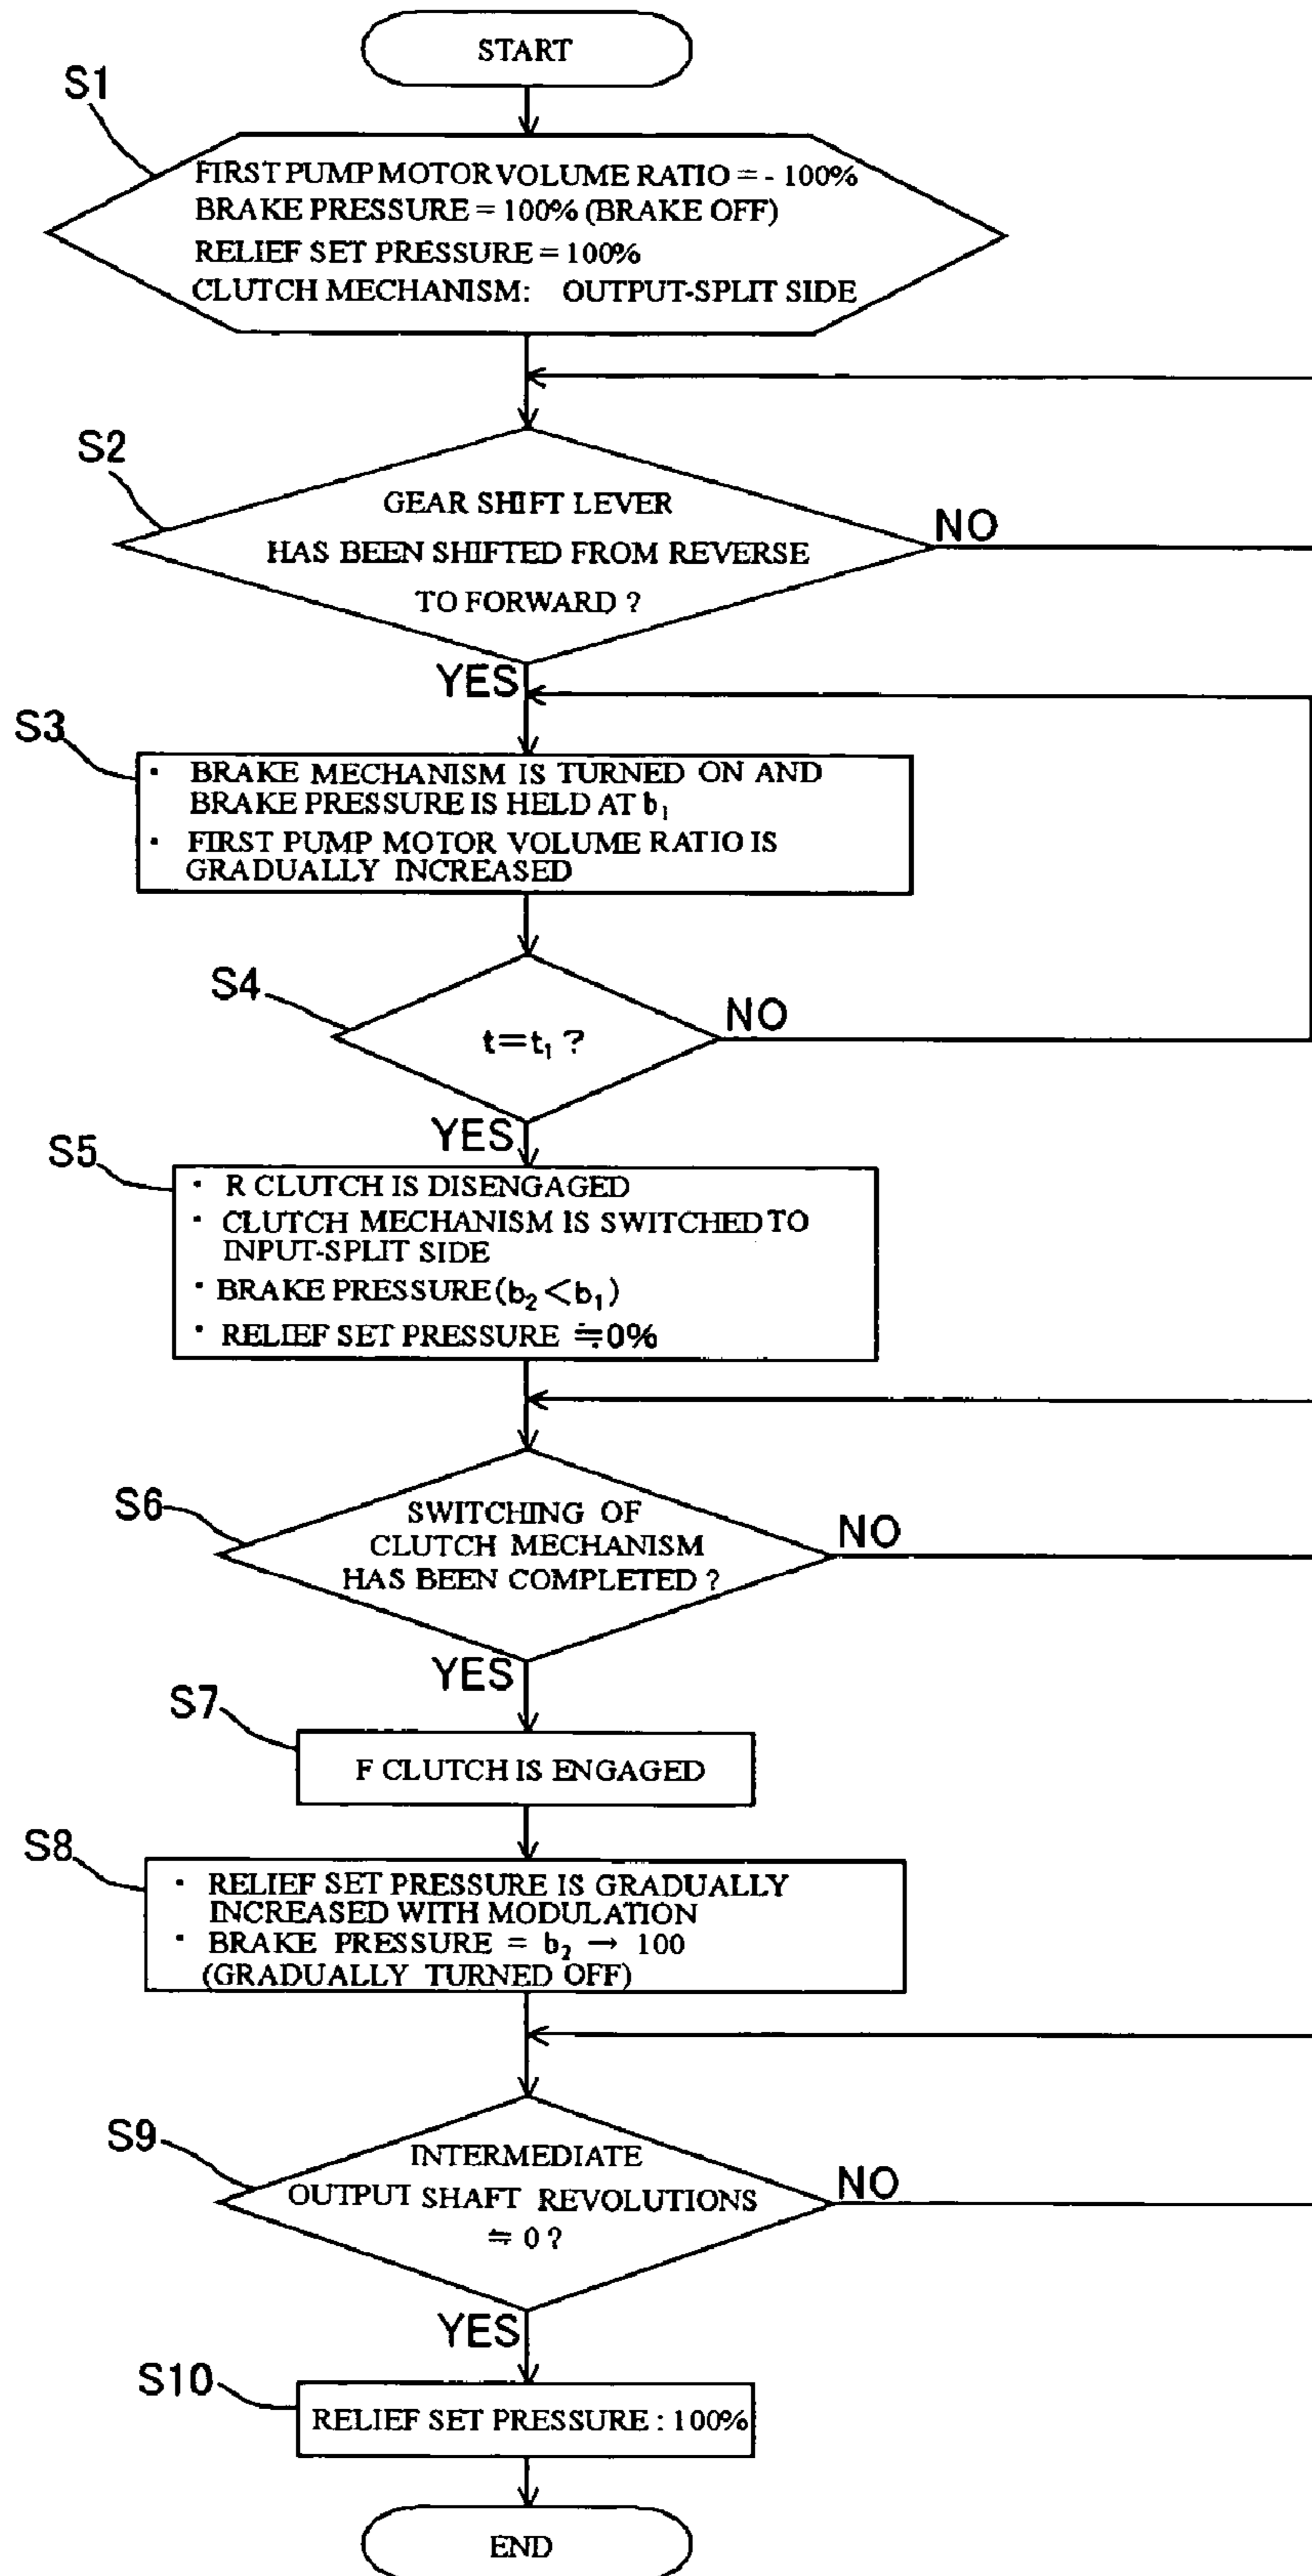 START
S1
FIRST PUMP MOTOR VOLUME RATIO = - 100%
BRAKE PRESSURE = 100% (BRAKE OFF)
RELIEF SET PRESSURE = 100%
CLUTCH MECHANISM: OUTPUT-SPLIT SIDE
S2
GEAR SHIFT LEVER
HAS BEEN SHIFTED FROM REVERSE
TO FORWARD ?
NO
YES
S3
· BRAKE MECHANISM IS TURNED ON AND
BRAKE PRESSURE IS HELD AT b₁
· FIRST PUMP MOTOR VOLUME RATIO IS
GRADUALLY INCREASED
S4
t=t₁ ?
NO
YES
S5
· R CLUTCH IS DISENGAGED
· CLUTCH MECHANISM IS SWITCHED TO
INPUT-SPLIT SIDE
· BRAKE PRESSURE (b₂<b₁)
· RELIEF SET PRESSURE ≒0%
S6
SWITCHING OF
CLUTCH MECHANISM
HAS BEEN COMPLETED ?
NO
YES
S7
F CLUTCH IS ENGAGED
S8
· RELIEF SET PRESSURE IS GRADUALLY
INCREASED WITH MODULATION
· BRAKE PRESSURE = b₂ → 100
(GRADUALLY TURNED OFF)
S9
INTERMEDIATE
OUTPUT SHAFT REVOLUTIONS
≒ 0 ?
NO
YES
S10
RELIEF SET PRESSURE : 100%
END